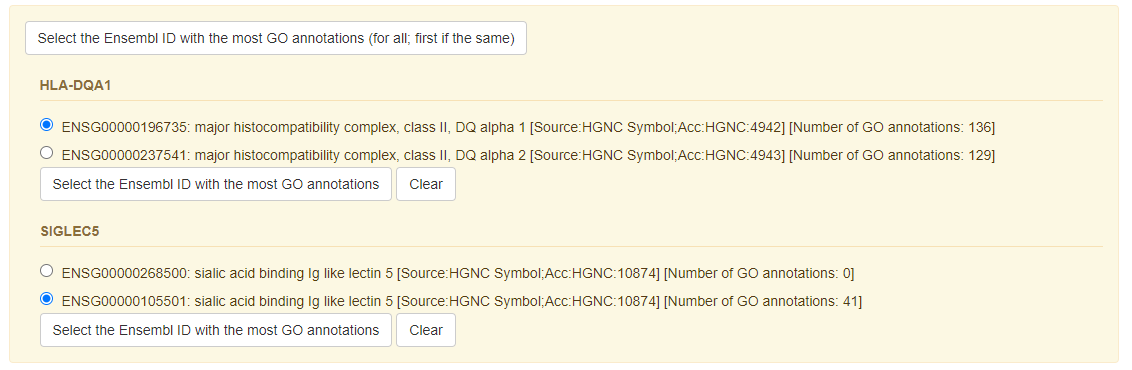 Select the Ensembl ID with the most GO annotations (for all; first if the same)
HLA-DQA1
ENSG00000196735: major histocompatibility complex, class II, DQ alpha 1 [Source:HGNC Symbol;Acc:HGNC:4942] [Number of GO annotations: 136]
ENSG00000237541: major histocompatibility complex, class II, DQ alpha 2 [Source:HGNC Symbol;Acc:HGNC:4943] [Number of GO annotations: 129]
Select the Ensembl ID with the most GO annotations Clear
SIGLEC5
ENSG00000268500: sialic acid binding Ig like lectin 5 [Source:HGNC Symbol;Acc:HGNC:10874] [Number of GO annotations: 0]
ENSG00000105501: sialic acid binding Ig like lectin 5 [Source:HGNC Symbol;Acc:HGNC:10874] [Number of GO annotations: 41]
Select the Ensembl ID with the most GO annotations Clear